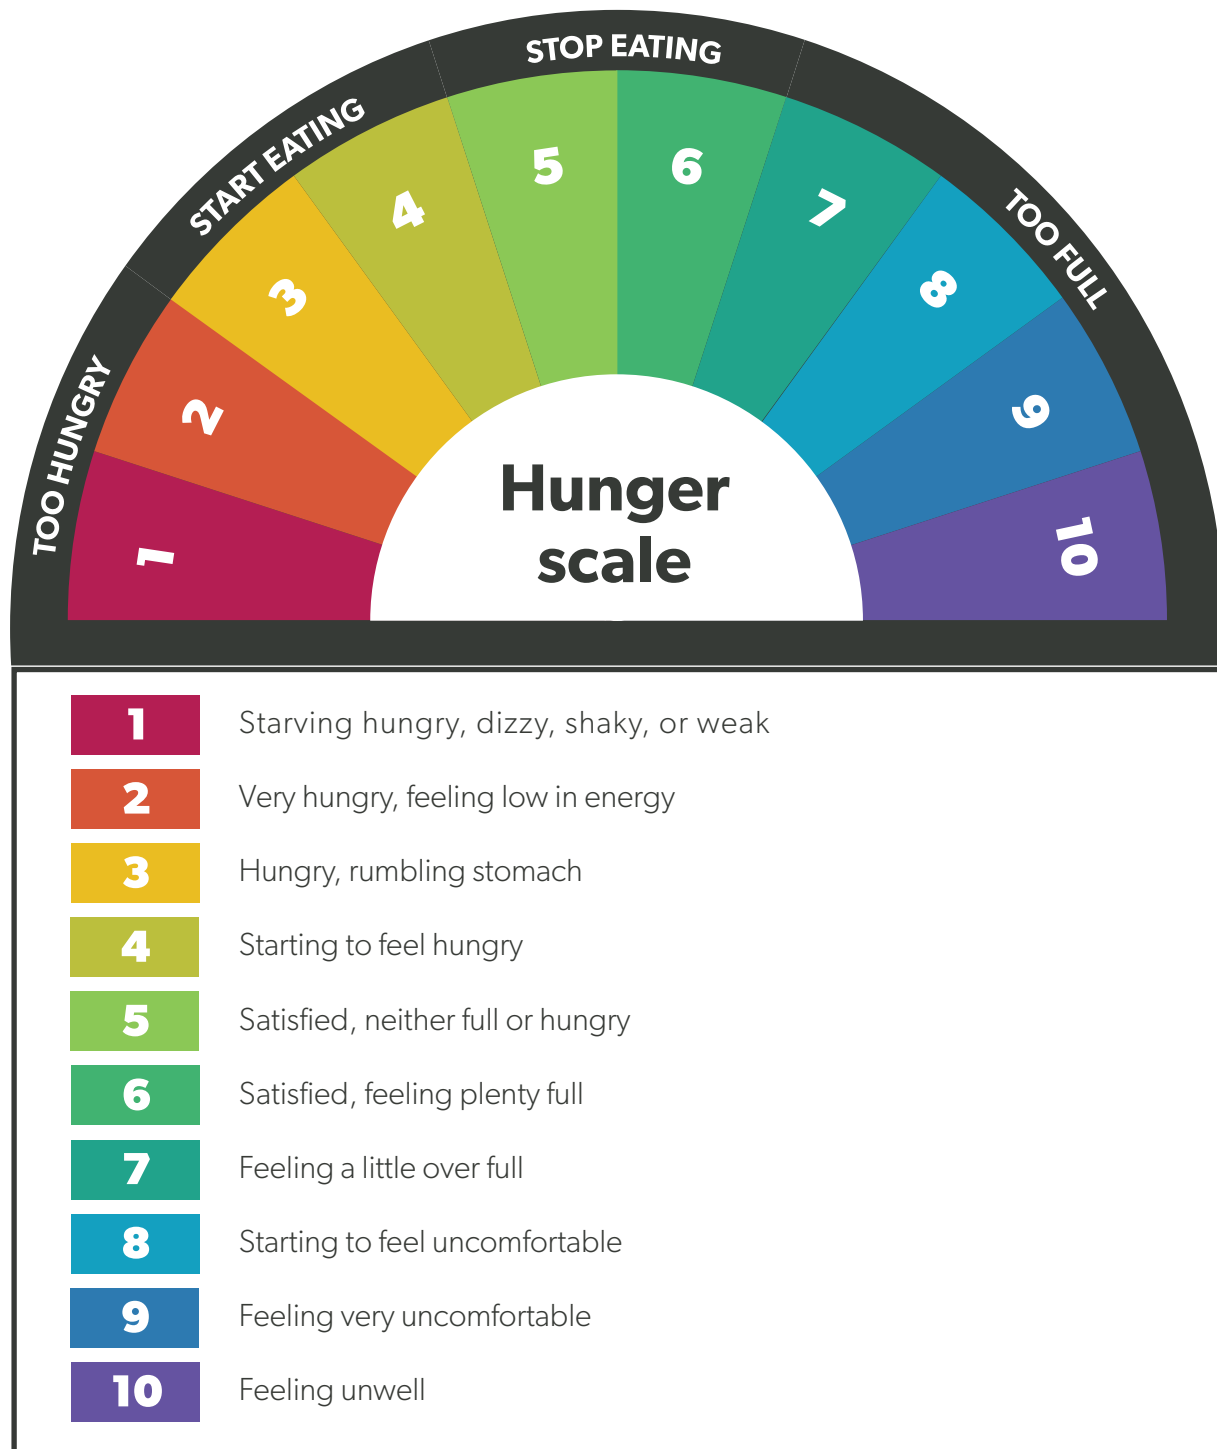 TOO HUNGRY
START EATING
STOP EATING
TOO FULL
1
2
3
4
5
6
7
8
9
10
Hunger
scale
1 Starving hungry, dizzy, shaky, or weak
2 Very hungry, feeling low in energy
3 Hungry, rumbling stomach
4 Starting to feel hungry
5 Satisfied, neither full or hungry
6 Satisfied, feeling plenty full
7 Feeling a little over full
8 Starting to feel uncomfortable
9 Feeling very uncomfortable
10 Feeling unwell